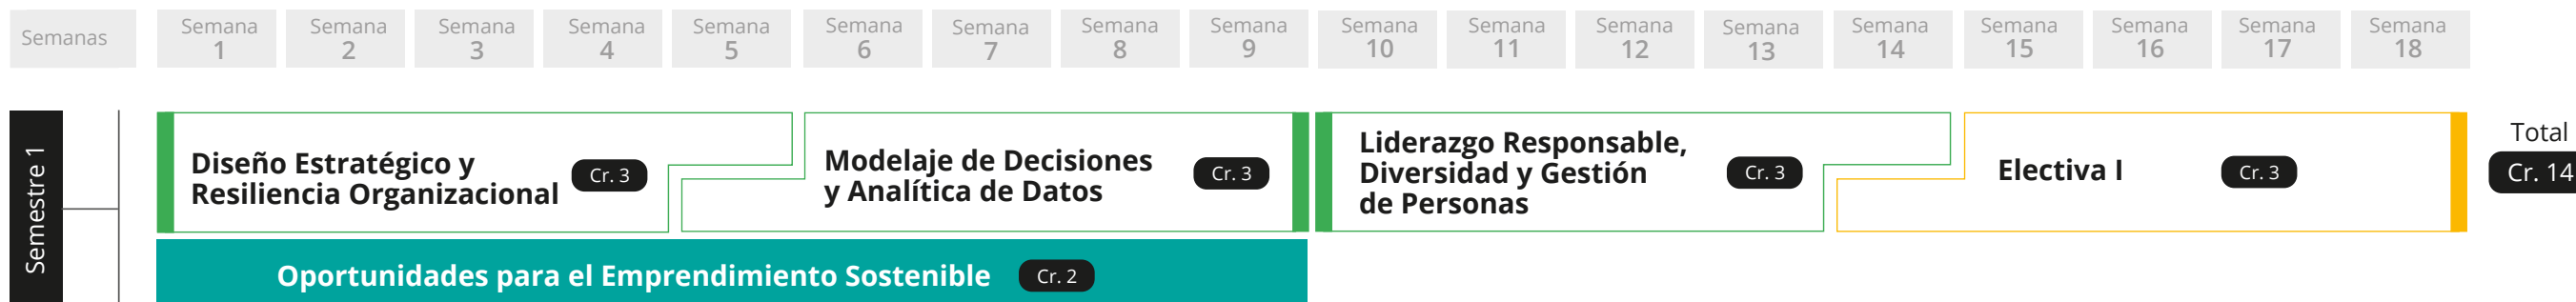 Semanas
Semana
1
Semana
2
Semana
3
Semana
4
Semana
5
Semana
6
Semana
7
Semana
8
Semana
9
Semana
10
Semana
11
Semana
12
Semana
13
Semana
14
Semana
15
Semana
16
Semana
17
Semana
18
Semestre 1
Diseño Estratégico y
Resiliencia Organizacional
Cr. 3
Modelaje de Decisiones
y Analítica de Datos
Cr. 3
Liderazgo Responsable,
Diversidad y Gestión
de Personas
Cr. 3
Electiva I
Cr. 3
Total
Cr. 14
Oportunidades para el Emprendimiento Sostenible
Cr. 2